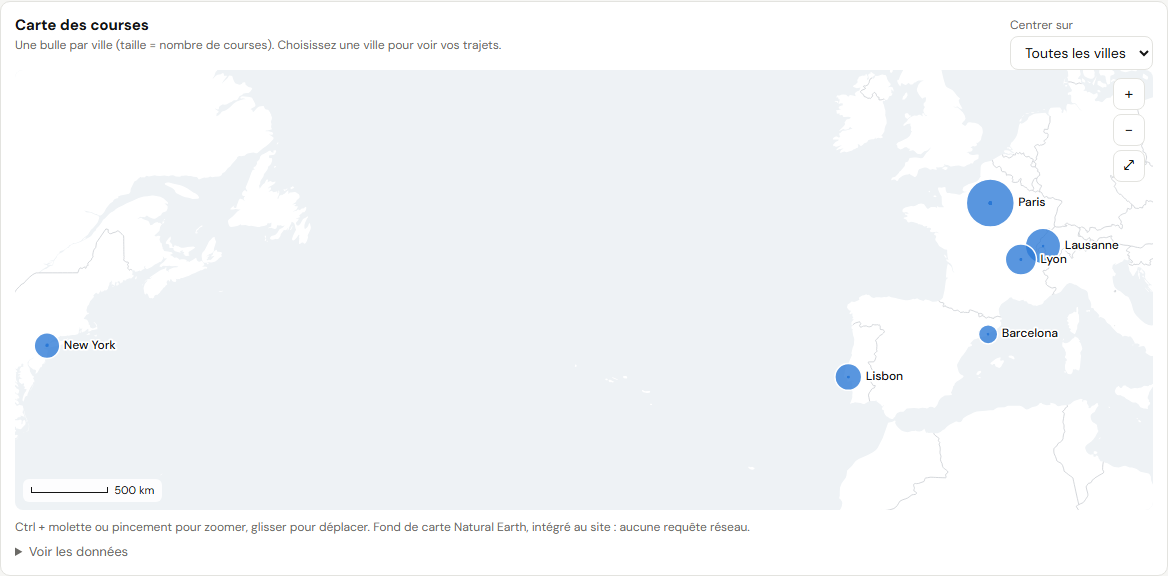 Carte des courses
Une bulle par ville (taille = nombre de courses). Choisissez une ville pour voir vos trajets.
Centrer sur
Toutes les villes
+
−
Paris
Lausanne
Lyon
Barcelona
New York
Lisbon
500 km
Ctrl + molette ou pincement pour zoomer, glisser pour déplacer. Fond de carte Natural Earth, intégré au site : aucune requête réseau.
Voir les données